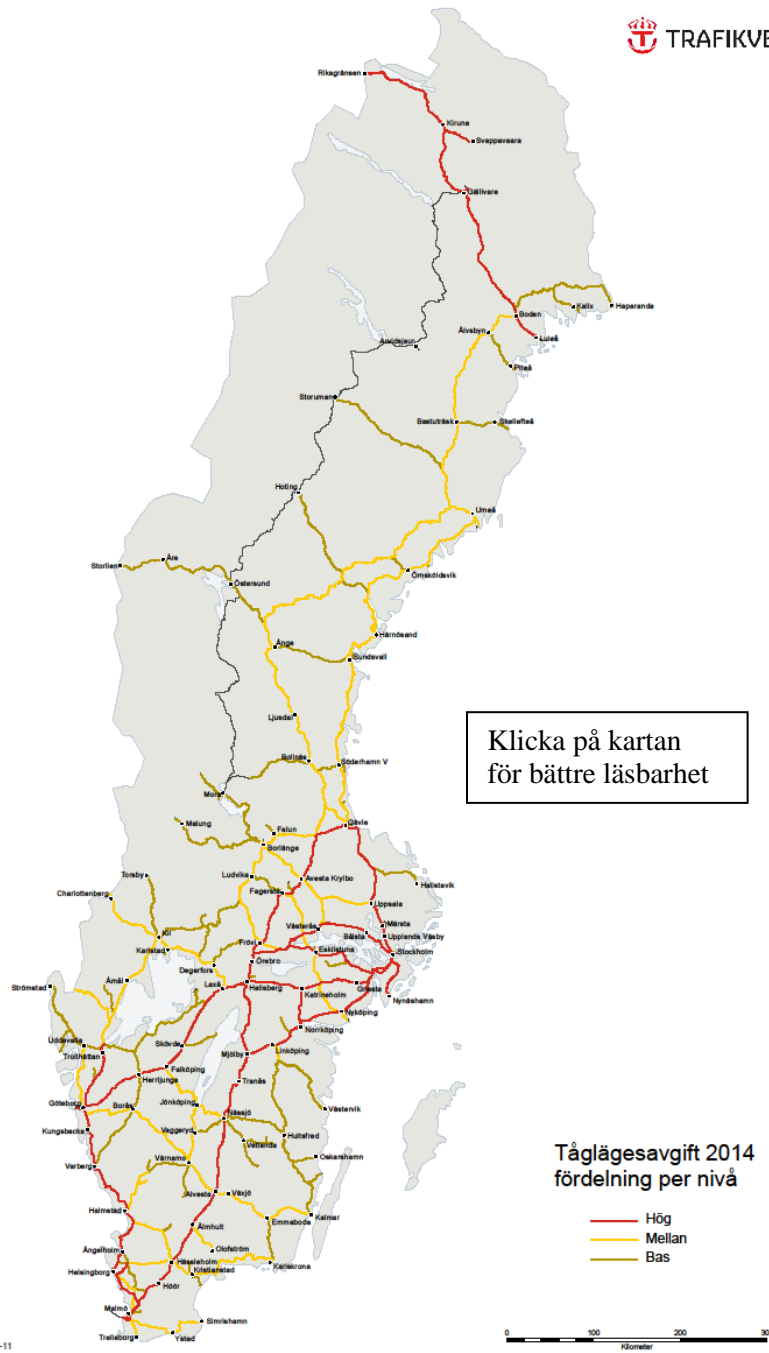 TRAFIKVE
Riksgränsen
Kiruna
Svappavaara
Gällivare
Boden
Kalix
Haparanda
Älvsbyn
Luleå
Arvidsjaur
Piteå
Storuman
Bastuträsk
Skellefteå
Hoting
Umeå
Storlien
Åre
Östersund
Örnsköldsvik
Härnösand
Ånge
Sundsvall
Ljusdal
Klicka på kartan
för bättre läsbarhet
Bollnäs
Söderhamn V
Mora
Malung
Falun
Gävle
Borlänge
Torsby
Ludvika
Avesta Krylbo
Hallstavik
Charlottenberg
Fagersta
Uppsala
Kil
Västerås
Märsta
Bålsta
Upplands Väsby
Karlstad
Frövi
Eskilstuna
Stockholm
Degerfors
Örebro
Strömstad
Åmål
Laxå
Hallsberg
Katrineholm
Gnesta
Nynäshamn
Nyköping
Norrköping
Uddevalla
Skövde
Linköping
Trollhättan
Mjölby
Falköping
Herrljunga
Tranås
Göteborg
Borås
Jönköping
Västervik
Nässjö
Kungsbacka
Vaggeryd
Vetlanda
Hultsfred
Varberg
Värnamo
Oskarshamn
Tåglägesavgift 2014
fördelning per nivå
Alvesta
Växjö
Halmstad
Kalmar
Emmaboda
Hög
Älmhult
Mellan
Ängelholm
Olofström
Bas
Helsingborg
Hässleholm
Kristianstad
Karlskrona
Höör
Malmö
Simrishamn
Trelleborg
Ystad
0 100 200 30
Kilometer
-11